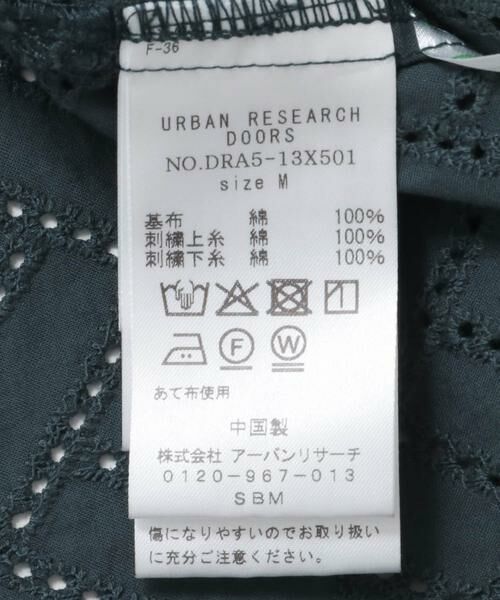 F-36
URBAN RESEARCH
DOORS
NO.DRA5-13X501
size M
基布 綿 100%
刺繍上糸 綿 100%
刺繍下糸 綿 100%
F W
あて布使用
中国製
株式会社 アーバンリサーチ
0120-967-013
SBM
傷になりやすいのでお取り扱い
に充分ご注意ください。